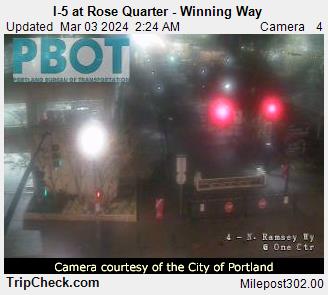 I-5 at Rose Quarter - Winning Way
Updated Mar 03 2024 2:24 AM Camera 4
PBOT
PORTLAND BUREAU OF TRANSPORTATION
4 - N. Ramsey Wy
@ One Ctr
Camera courtesy of the City of Portland
TripCheck.com Milepost302.00